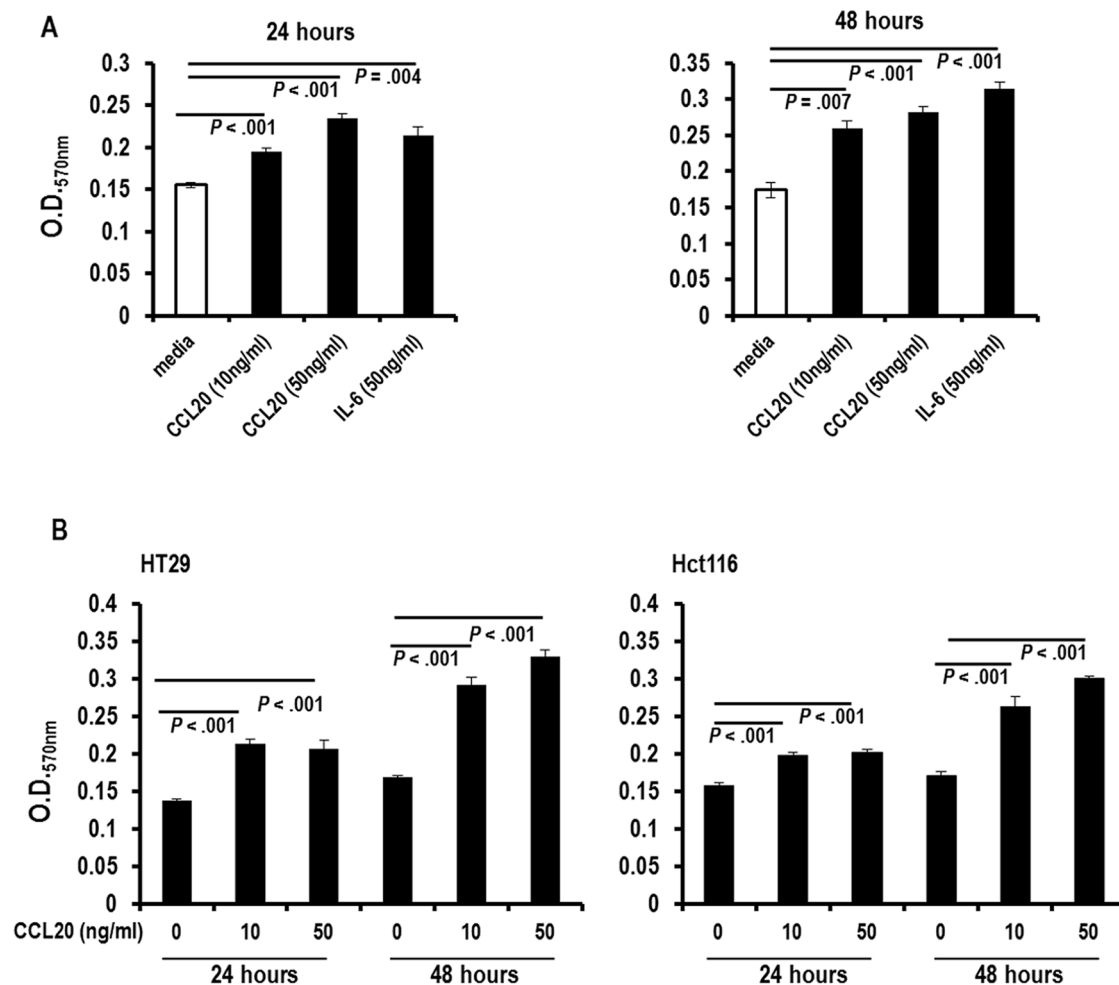 A
24 hours
O.D.570nm
0.3
0.25
0.2
0.15
0.1
0.05
0
P = .004
P < .001
P < .001
media
CCL20 (10ng/ml)
CCL20 (50ng/ml)
IL-6 (50ng/ml)
48 hours
0.35
0.3
0.25
0.2
0.15
0.1
0.05
0
P < .001
P < .001
P = .007
media
CCL20 (10ng/ml)
CCL20 (50ng/ml)
IL-6 (50ng/ml)
B
HT29
O.D.570nm
0.4
0.35
0.3
0.25
0.2
0.15
0.1
0.05
0
P < .001
P < .001
P < .001
P < .001
CCL20 (ng/ml)
0 10 50 0 10 50
24 hours 48 hours
Hct116
0.4
0.35
0.3
0.25
0.2
0.15
0.1
0.05
0
P < .001
P < .001
P < .001
P < .001
0 10 50 0 10 50
24 hours 48 hours